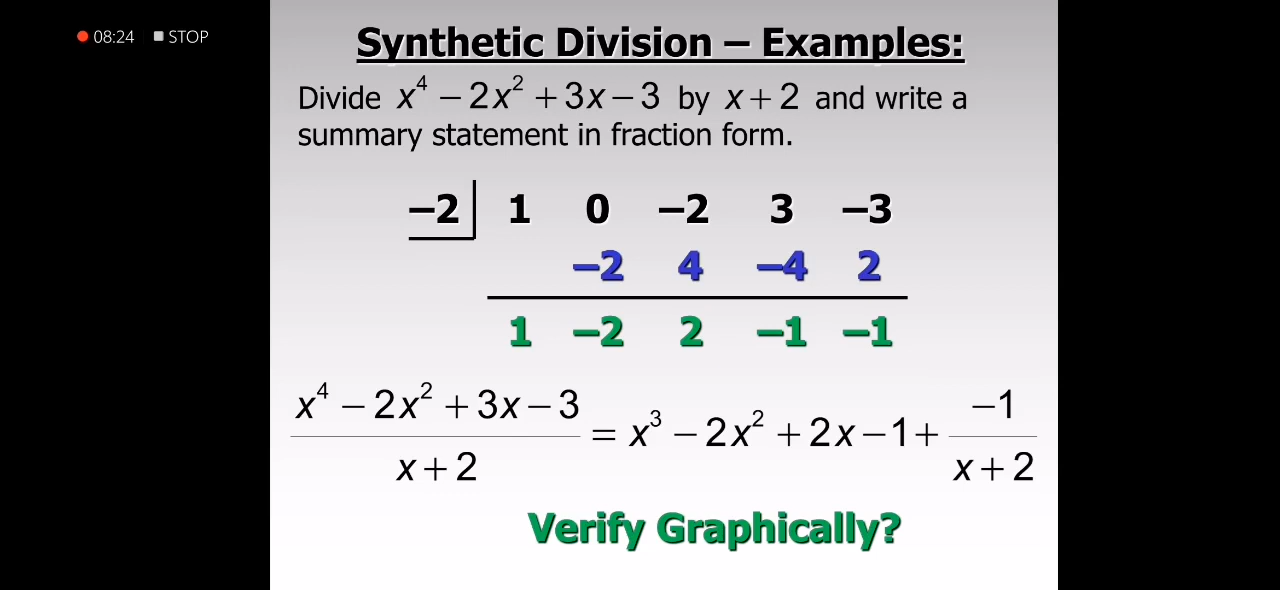 08:24 STOP
Synthetic Division – Examples:
Divide x⁴ − 2x² + 3x − 3 by x + 2 and write a
summary statement in fraction form.
–2 1 0 –2 3 –3
–2 4 –4 2
1 –2 2 –1 –1
x⁴ − 2x² + 3x − 3
x + 2
= x³ − 2x² + 2x − 1 +
−1
x + 2
Verify Graphically?